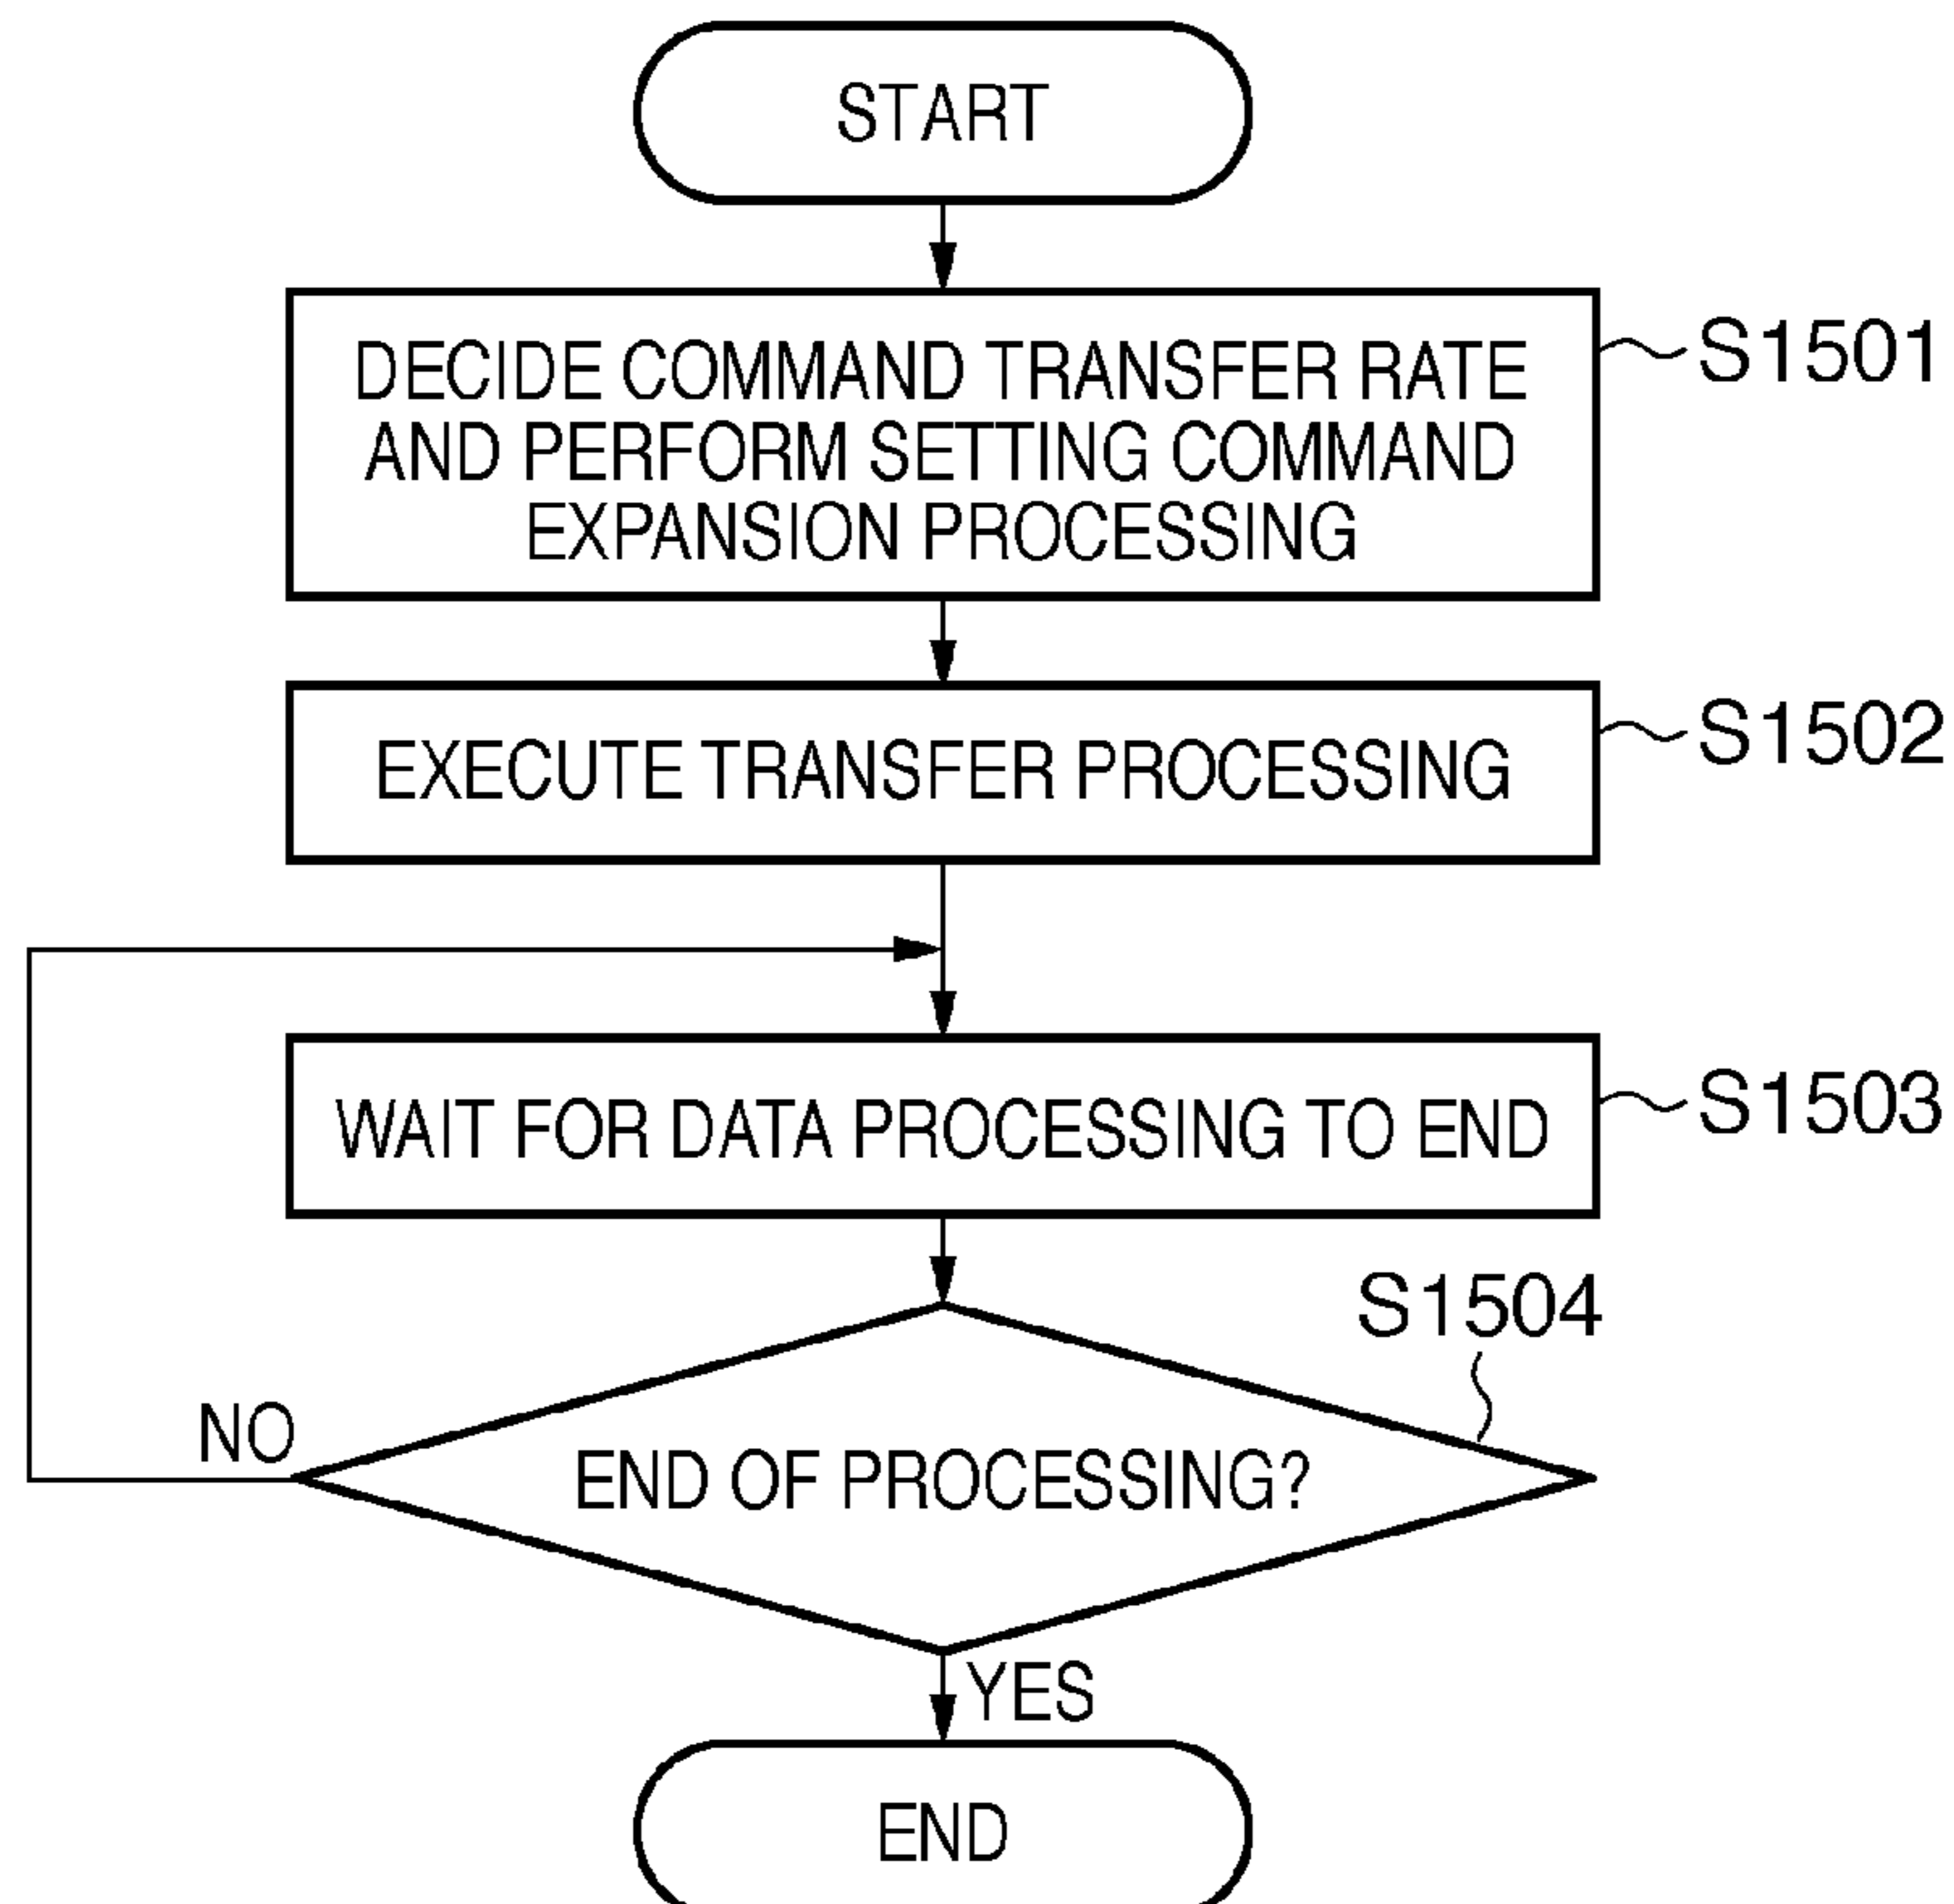 START
DECIDE COMMAND TRANSFER RATE
AND PERFORM SETTING COMMAND
EXPANSION PROCESSING
S1501
EXECUTE TRANSFER PROCESSING
S1502
WAIT FOR DATA PROCESSING TO END
S1503
S1504
NO
END OF PROCESSING?
YES
END